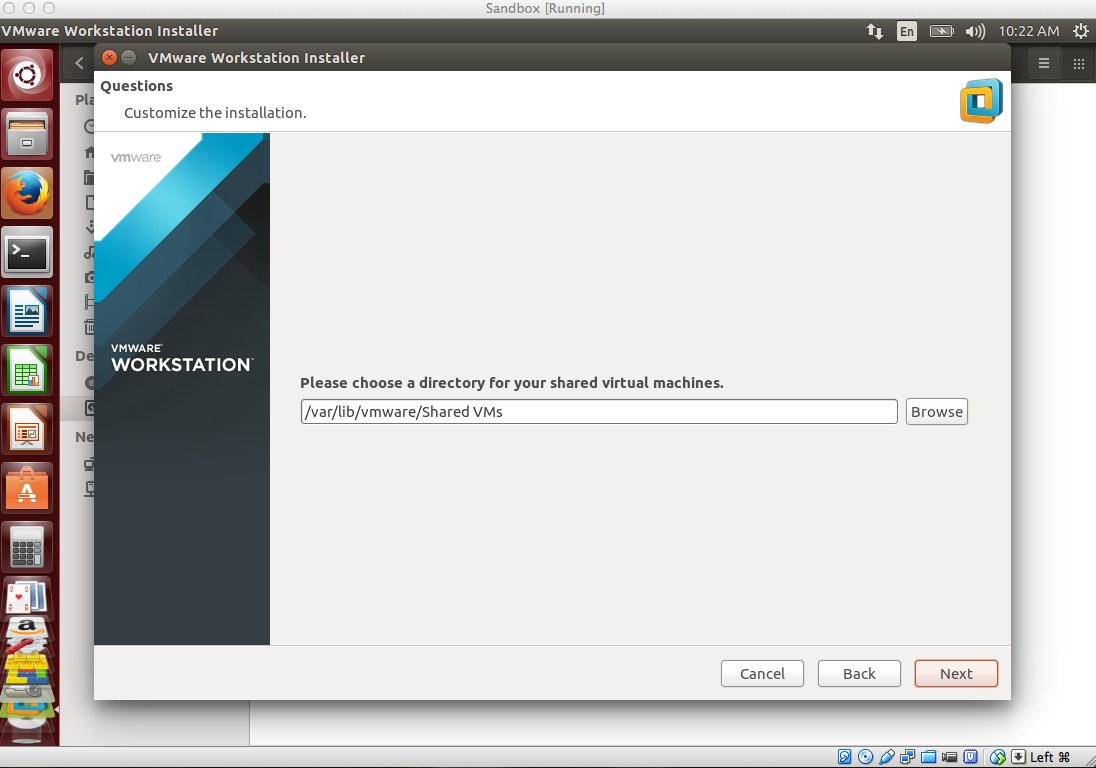 Sandbox [Running]
VMware Workstation Installer
En
10:22 AM
VMware Workstation Installer
Questions
Customize the installation.
vmware
VMWARE
WORKSTATION™
Please choose a directory for your shared virtual machines.
/var/lib/vmware/Shared VMs
Browse
Cancel
Back
Next
Pla
De
Ne
Left ⌘